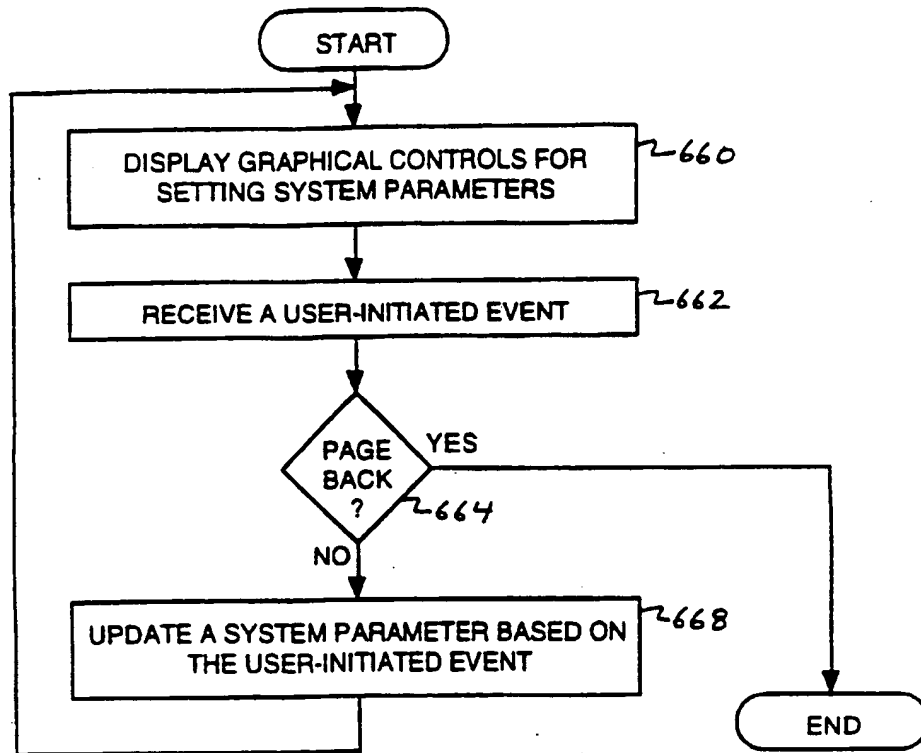 START
DISPLAY GRAPHICAL CONTROLS FOR
SETTING SYSTEM PARAMETERS
660
RECEIVE A USER-INITIATED EVENT
662
PAGE
BACK
?
YES
664
NO
UPDATE A SYSTEM PARAMETER BASED ON
THE USER-INITIATED EVENT
668
END